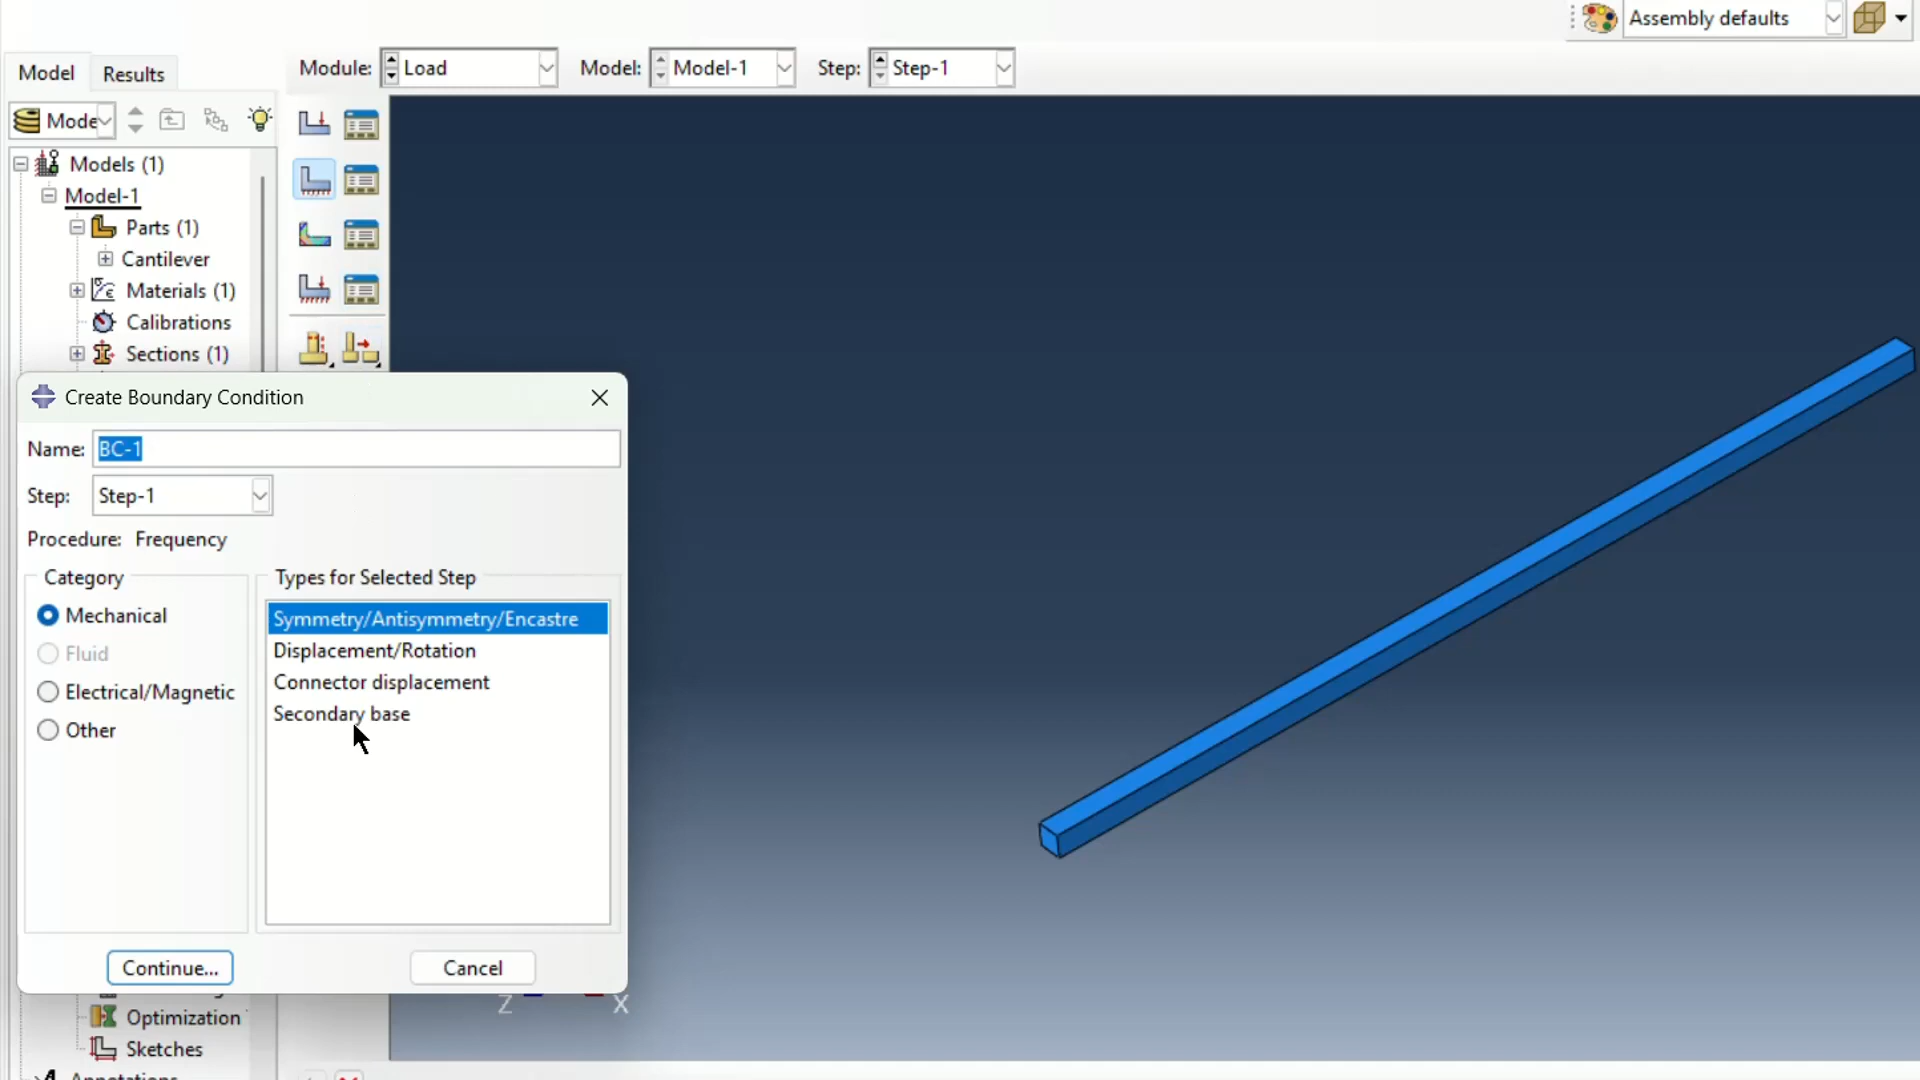 Assembly defaults
Model Results
Module: Load Model: Model-1 Step: Step-1
Mode
Models (1)
Model-1
Parts (1)
Cantilever
Materials (1)
Calibrations
Sections (1)
Create Boundary Condition
Name: BC-1
Step: Step-1
Procedure: Frequency
Category
Mechanical
Fluid
Electrical/Magnetic
Other
Types for Selected Step
Symmetry/Antisymmetry/Encastre
Displacement/Rotation
Connector displacement
Secondary base
Continue... Cancel
Z X
Optimization
Sketches
Annotations